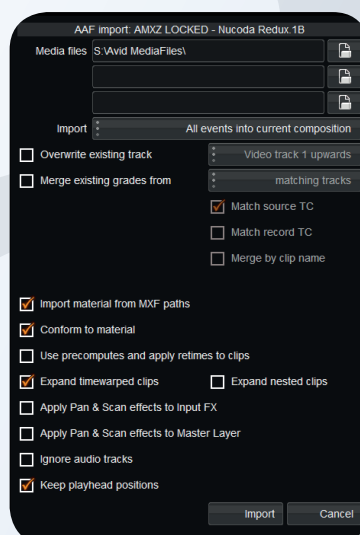 AAF import: AMXZ LOCKED - Nucoda Redux.1B
Media files S:\Avid MediaFiles\
Import All events into current composition
Overwrite existing track Video track 1 upwards
Merge existing grades from matching tracks
Match source TC
Match record TC
Merge by clip name
Import material from MXF paths
Conform to material
Use precomputes and apply retimes to clips
Expand timewarped clips Expand nested clips
Apply Pan & Scan effects to Input FX
Apply Pan & Scan effects to Master Layer
Ignore audio tracks
Keep playhead positions
Import Cancel